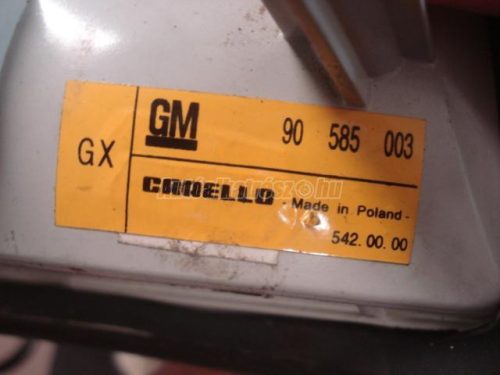 GX
GM
90 585 003
CARELLO
- Made in Poland -
542.00.00